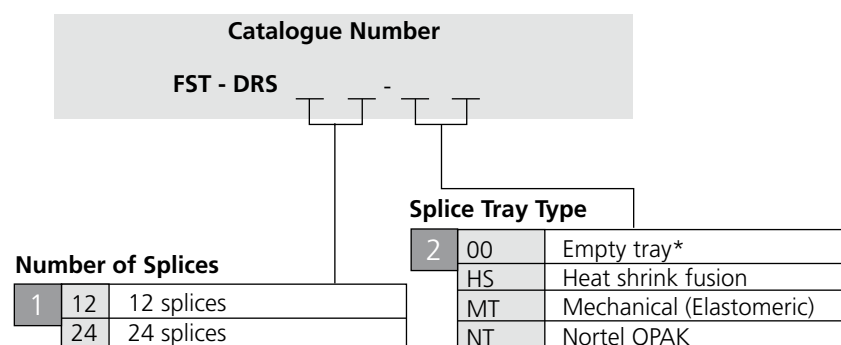 Catalogue Number
FST - DRS _ _ - _ _
Splice Tray Type
2 00 Empty tray*
HS Heat shrink fusion
MT Mechanical (Elastomeric)
NT Nortel OPAK
Number of Splices
1 12 12 splices
24 24 splices